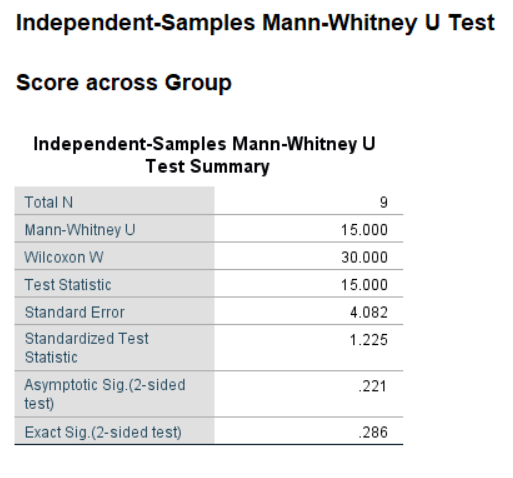 Independent-Samples Mann-Whitney U Test
Score across Group
Independent-Samples Mann-Whitney U
Test Summary
Total N 9
Mann-Whitney U 15.000
Wilcoxon W 30.000
Test Statistic 15.000
Standard Error 4.082
Standardized Test 1.225
Statistic
Asymptotic Sig.(2-sided .221
test)
Exact Sig.(2-sided test) .286